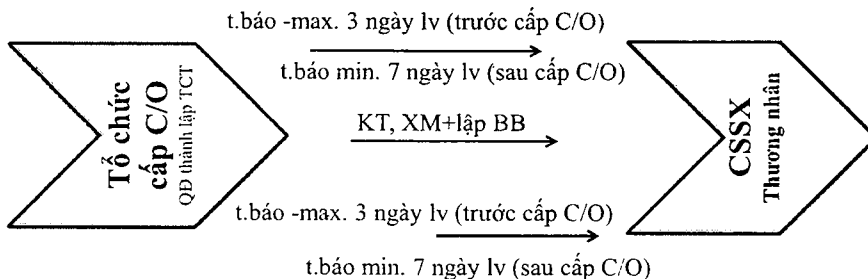 t.báo -max. 3 ngày lv (trước cấp C/O)
t.báo min. 7 ngày lv (sau cấp C/O)
Tổ chức
cấp C/O
QĐ thành lập TCT
KT, XM+lập BB
CSSX
Thương nhân
t.báo -max. 3 ngày lv (trước cấp C/O)
t.báo min. 7 ngày lv (sau cấp C/O)